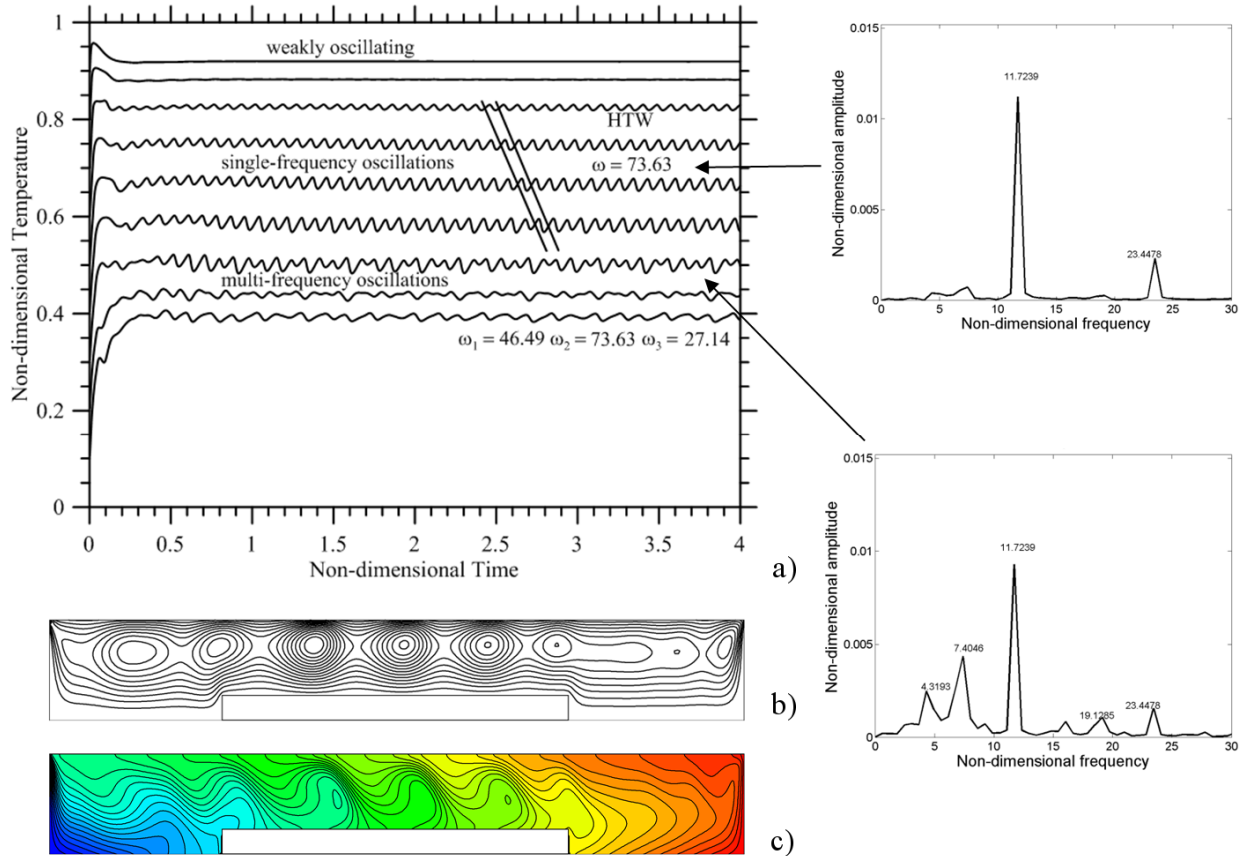 1
0.8
0.6
0.4
0.2
0
Non-dimensional Temperature
weakly oscillating
HTW
single-frequency oscillations
ω = 73.63
multi-frequency oscillations
ω1 = 46.49 ω2 = 73.63 ω3 = 27.14
0 0.5 1 1.5 2 2.5 3 3.5 4
Non-dimensional Time
a)
b)
c)
0.015
0.01
0.005
0
Non-dimensional amplitude
11.7239
23.4478
0 5 10 15 20 25 30
Non-dimensional frequency
0.015
0.01
0.005
0
Non-dimensional amplitude
11.7239
7.4046
4.3193
19.1285
23.4478
0 5 10 15 20 25 30
Non-dimensional frequency